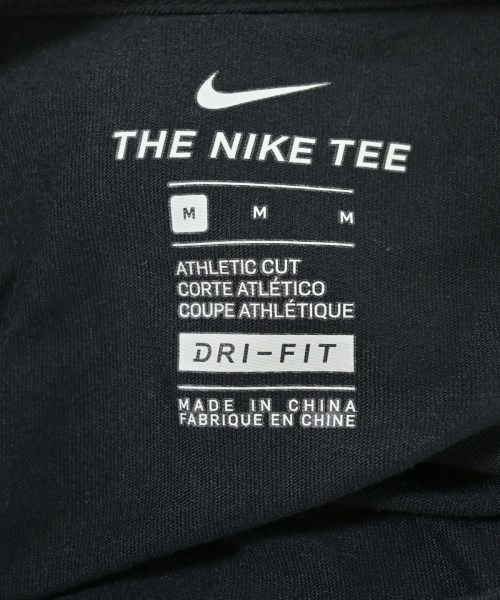 THE NIKE TEE
M M M
ATHLETIC CUT
CORTE ATLÉTICO
COUPE ATHLÉTIQUE
DRI-FIT
MADE IN CHINA
FABRIQUE EN CHINE